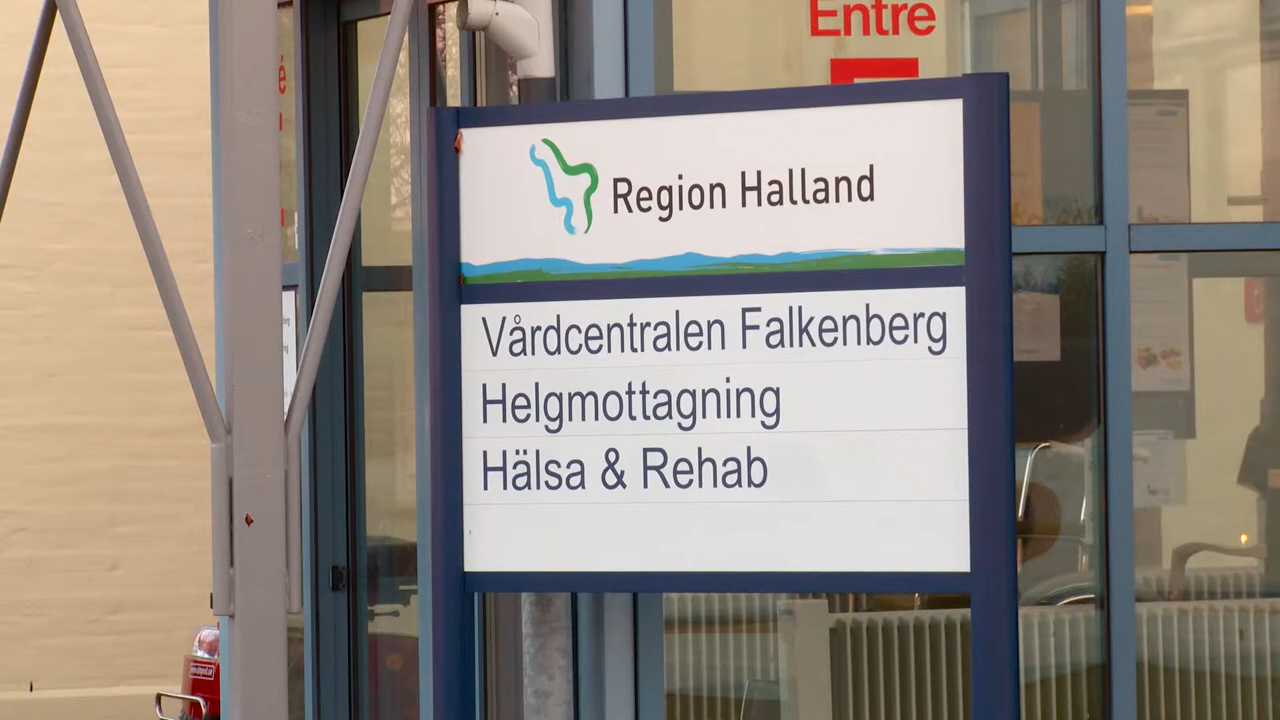 Entre
Region Halland
Vårdcentralen Falkenberg
Helgmottagning
Hälsa & Rehab